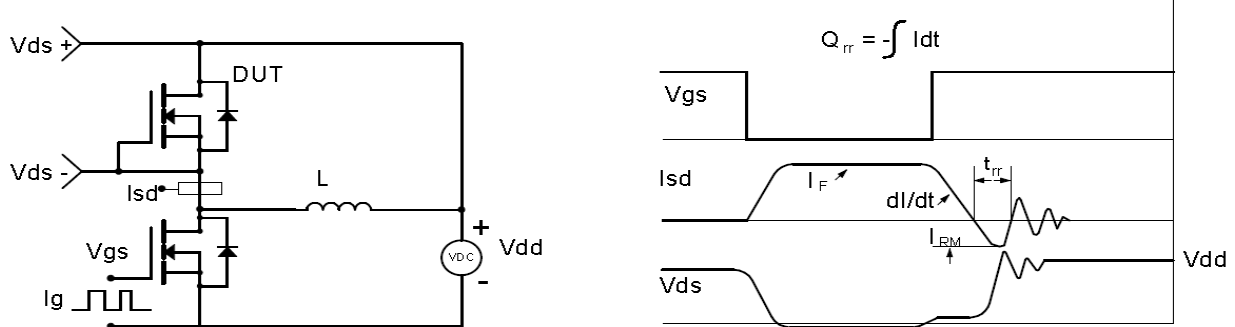 Vds +
DUT
Vds -
Isd
L
Vgs
Ig
+
VDC
-
Vdd
Q rr = -∫ Idt
Vgs
Isd
I F
dI/dt
t rr
I RM
Vds
Vdd